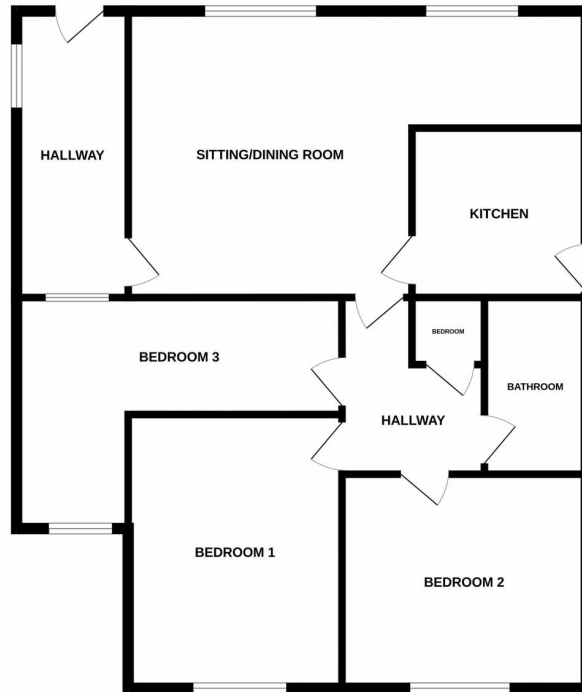 HALLWAY
SITTING/DINING ROOM
KITCHEN
BEDROOM
BEDROOM 3
BATHROOM
HALLWAY
BEDROOM 1
BEDROOM 2